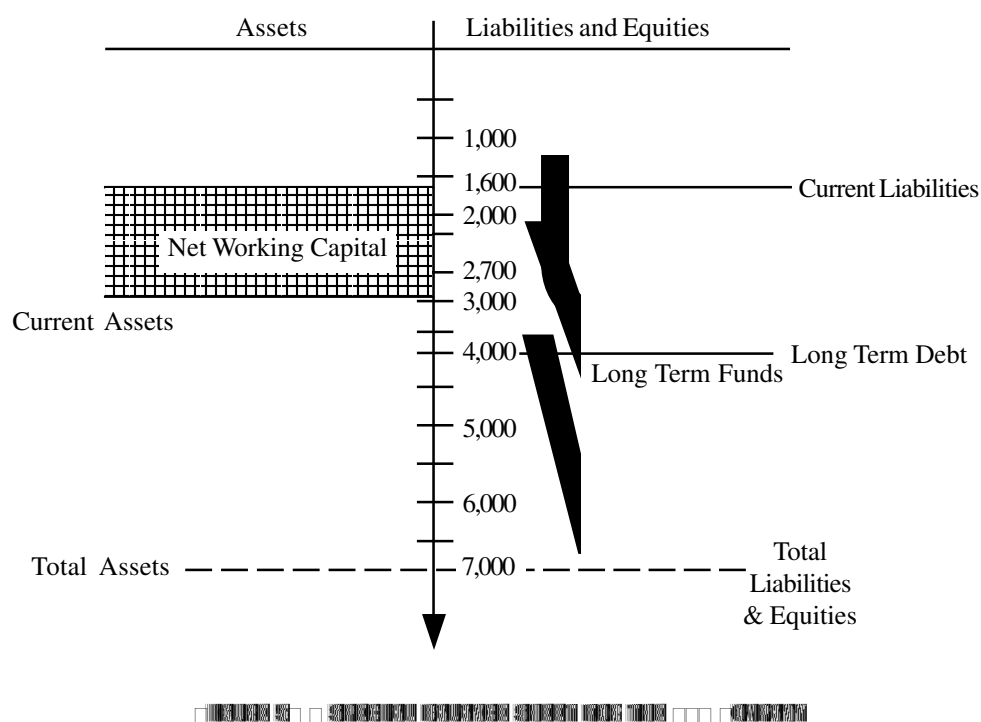 Assets Liabilities and Equities
1,000
1,600
Current Liabilities
2,000
Net Working Capital
2,700
3,000
Current Assets
4,000
Long Term Debt
Long Term Funds
5,000
6,000
Total Assets
7,000
Total
Liabilities
& Equities